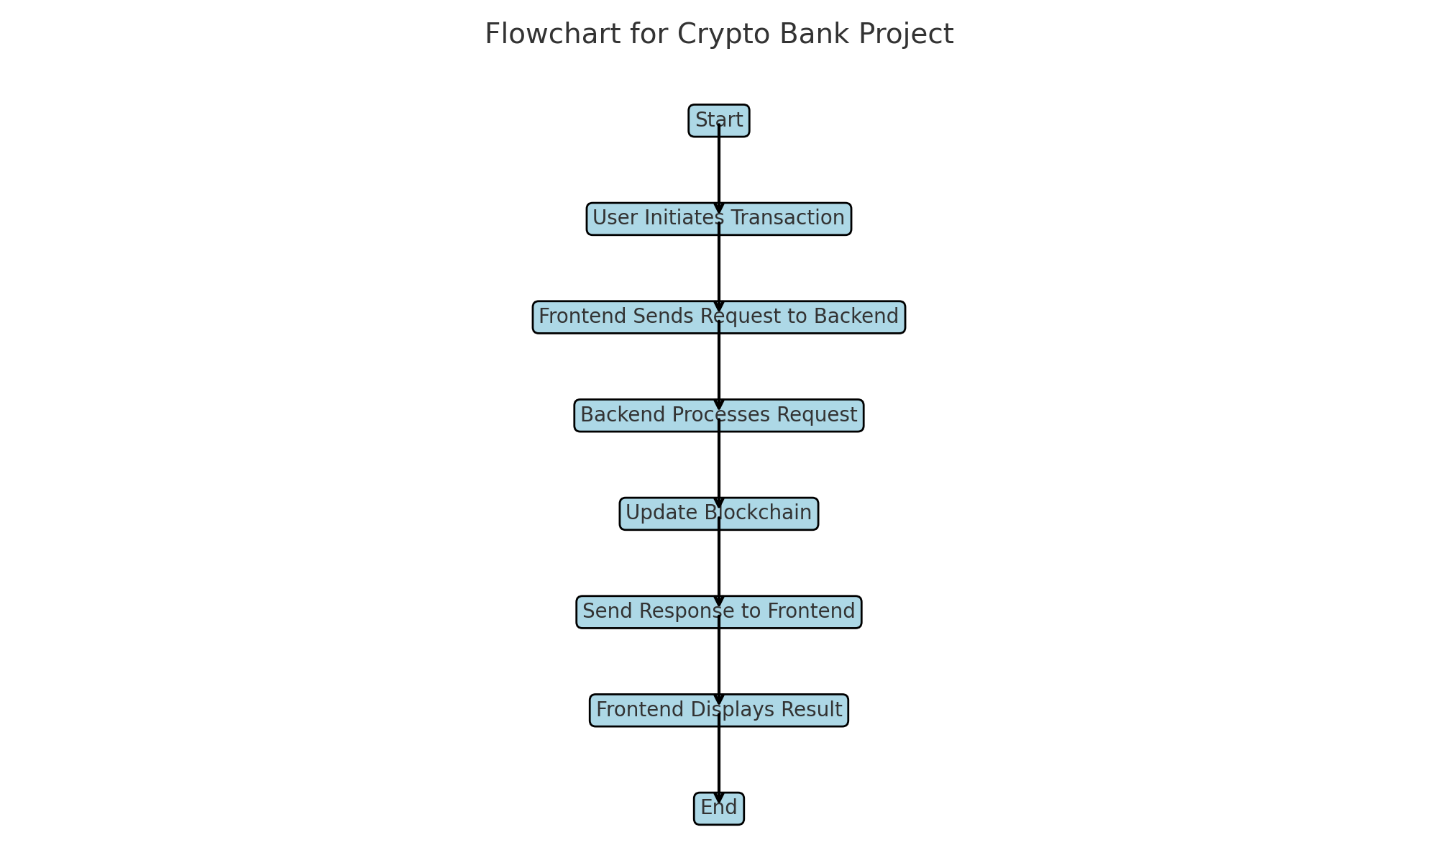 Flowchart for Crypto Bank Project
Start
User Initiates Transaction
Frontend Sends Request to Backend
Backend Processes Request
Update Blockchain
Send Response to Frontend
Frontend Displays Result
End